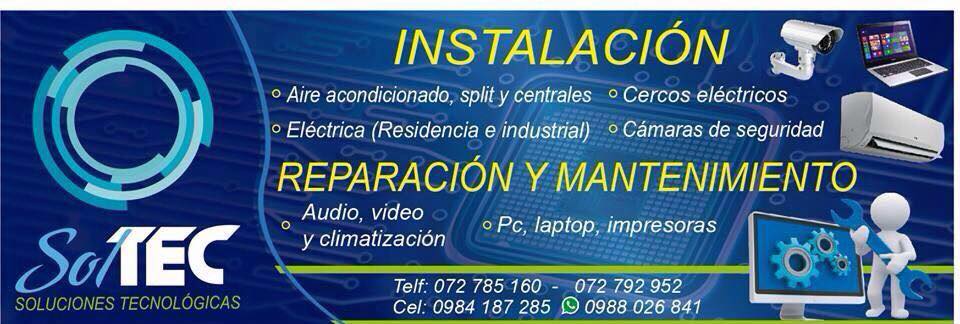 INSTALACIÓN
Aire acondicionado, split y centrales
Cercos eléctricos
Eléctrica (Residencia e industrial)
Cámaras de seguridad
REPARACIÓN Y MANTENIMIENTO
Audio, video
y climatización
Pc, laptop, impresoras
SolTEC
SOLUCIONES TECNOLÓGICAS
Telf: 072 785 160 - 072 792 952
Cel: 0984 187 285 0988 026 841